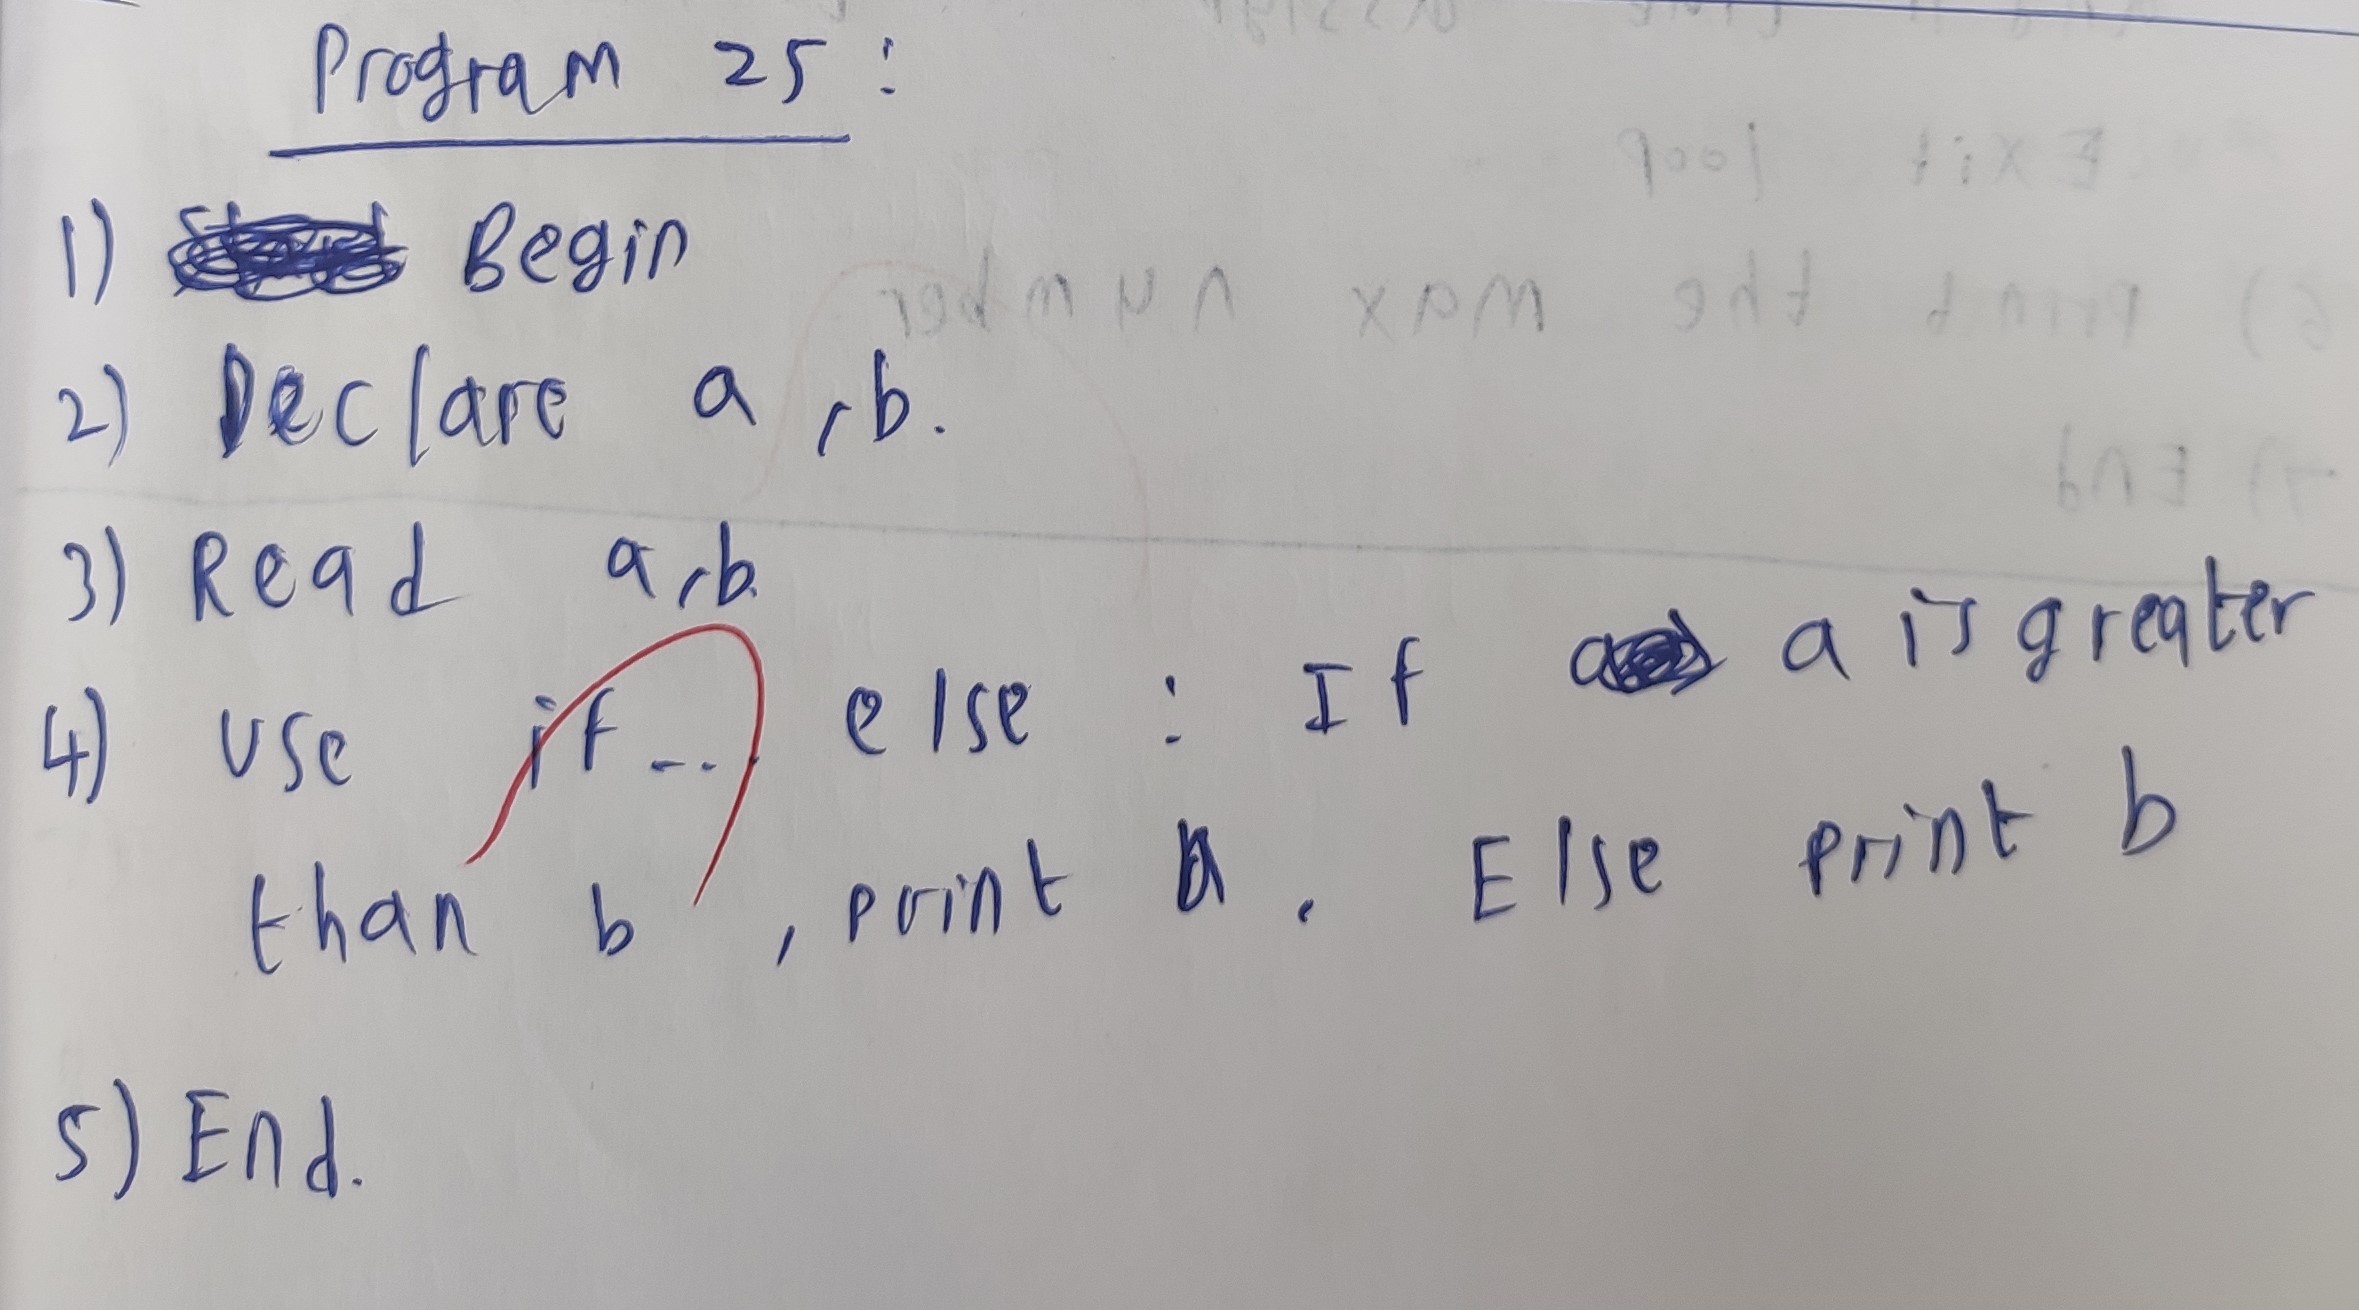 Program 25 :
1) Begin
2) Declare a , b.
3) Read a, b.
4) Use if .... else : If a is greater
than b , print a . Else print b
5) End.